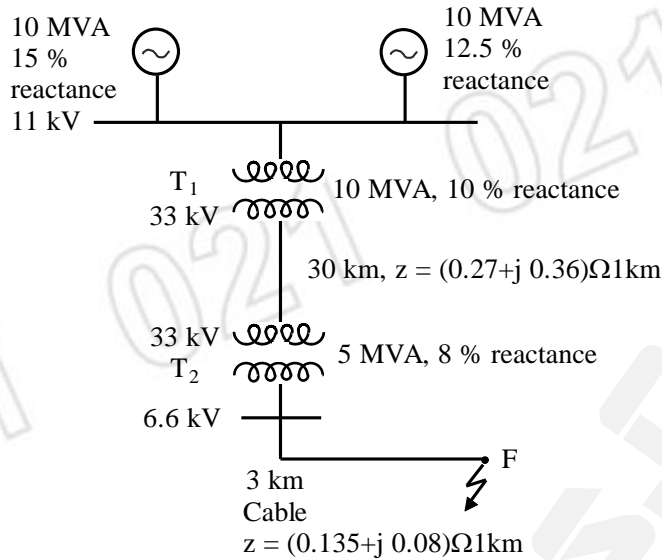 10 MVA
15 %
reactance
11 kV
10 MVA
12.5 %
reactance
T1
33 kV
10 MVA, 10 % reactance
30 km, z = (0.27+j 0.36)Ω1km
33 kV
T2
5 MVA, 8 % reactance
6.6 kV
F
3 km
Cable
z = (0.135+j 0.08)Ω1km
021
021